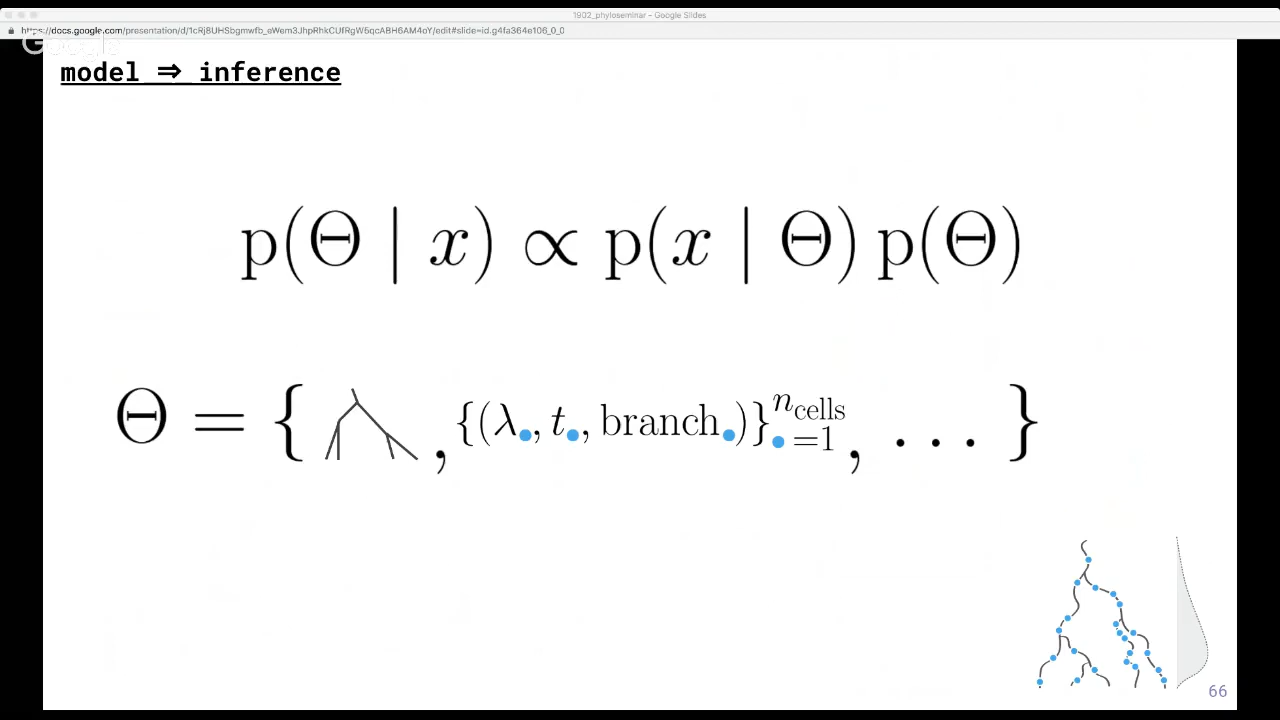 1902_phyloseminar - Google Slides
https://docs.google.com/presentation/d/1cRj8UHSbgmwfb_eWem3JhpRhkCUfRgW5qcABH6AM4oY/edit#slide=id.g4fa364e106_0_0
Google
model ⇒ inference
p(Θ | x) ∝ p(x | Θ) p(Θ)
Θ = { , {(λ●, t●, branch●)}●=1^ncells , ... }
66